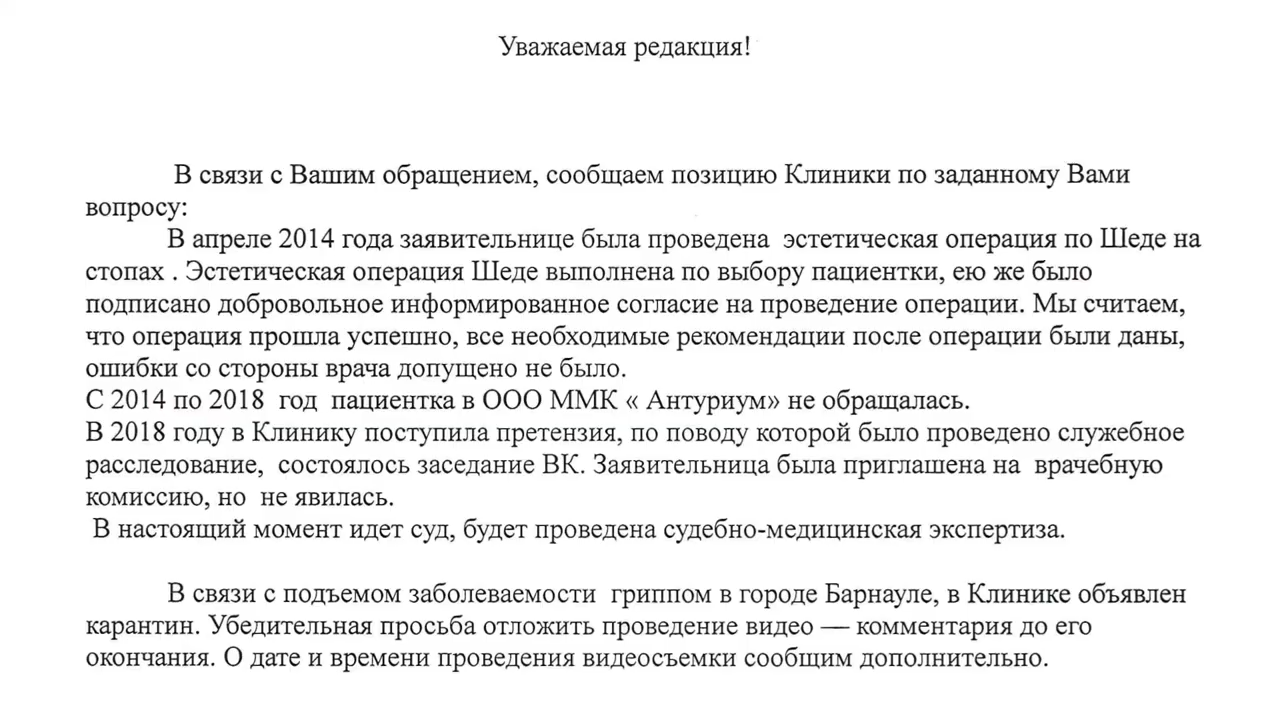 Уважаемая редакция!
В связи с Вашим обращением, сообщаем позицию Клиники по заданному Вами
вопросу:
В апреле 2014 года заявительнице была проведена эстетическая операция по Шеде на
стопах . Эстетическая операция Шеде выполнена по выбору пациентки, ею же было
подписано добровольное информированное согласие на проведение операции. Мы считаем,
что операция прошла успешно, все необходимые рекомендации после операции были даны,
ошибки со стороны врача допущено не было.
С 2014 по 2018 год пациентка в ООО ММК « Антуриум» не обращалась.
В 2018 году в Клинику поступила претензия, по поводу которой было проведено служебное
расследование, состоялось заседание ВК. Заявительница была приглашена на врачебную
комиссию, но не явилась.
В настоящий момент идет суд, будет проведена судебно-медицинская экспертиза.
В связи с подъемом заболеваемости гриппом в городе Барнауле, в Клинике объявлен
карантин. Убедительная просьба отложить проведение видео — комментария до его
окончания. О дате и времени проведения видеосъемки сообщим дополнительно.